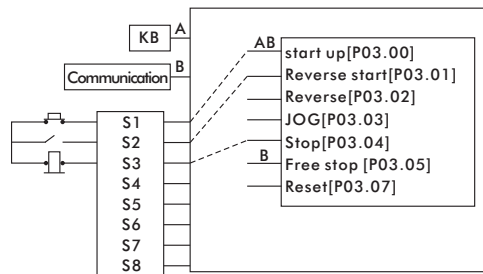 KB
A
Communication
B
S1
S2
S3
S4
S5
S6
S7
S8
AB
start up[P03.00]
Reverse start[P03.01]
Reverse[P03.02]
JOG[P03.03]
Stop[P03.04]
B
Free stop [P03.05]
Reset[P03.07]